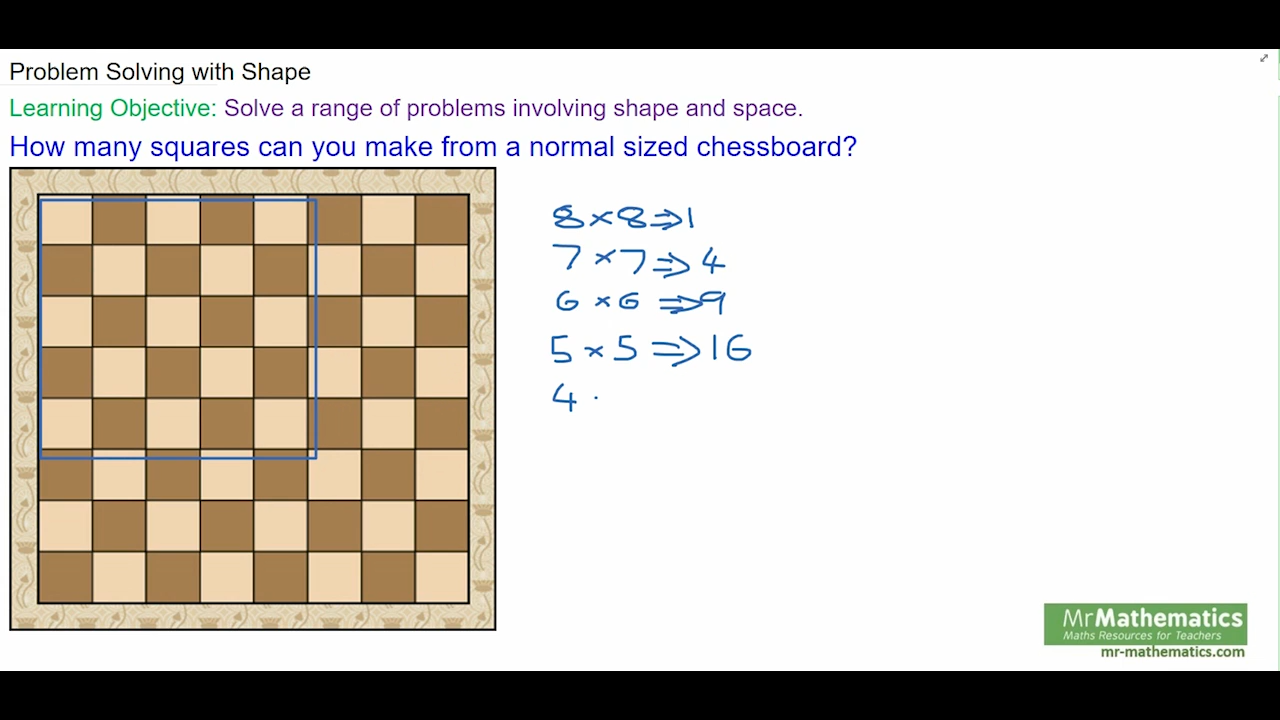 Problem Solving with Shape
Learning Objective: Solve a range of problems involving shape and space.
How many squares can you make from a normal sized chessboard?
8 × 8 ⇒ 1
7 × 7 ⇒ 4
6 × 6 ⇒ 9
5 × 5 ⇒ 16
4 ·
MrMathematics
Maths Resources for Teachers
mr-mathematics.com